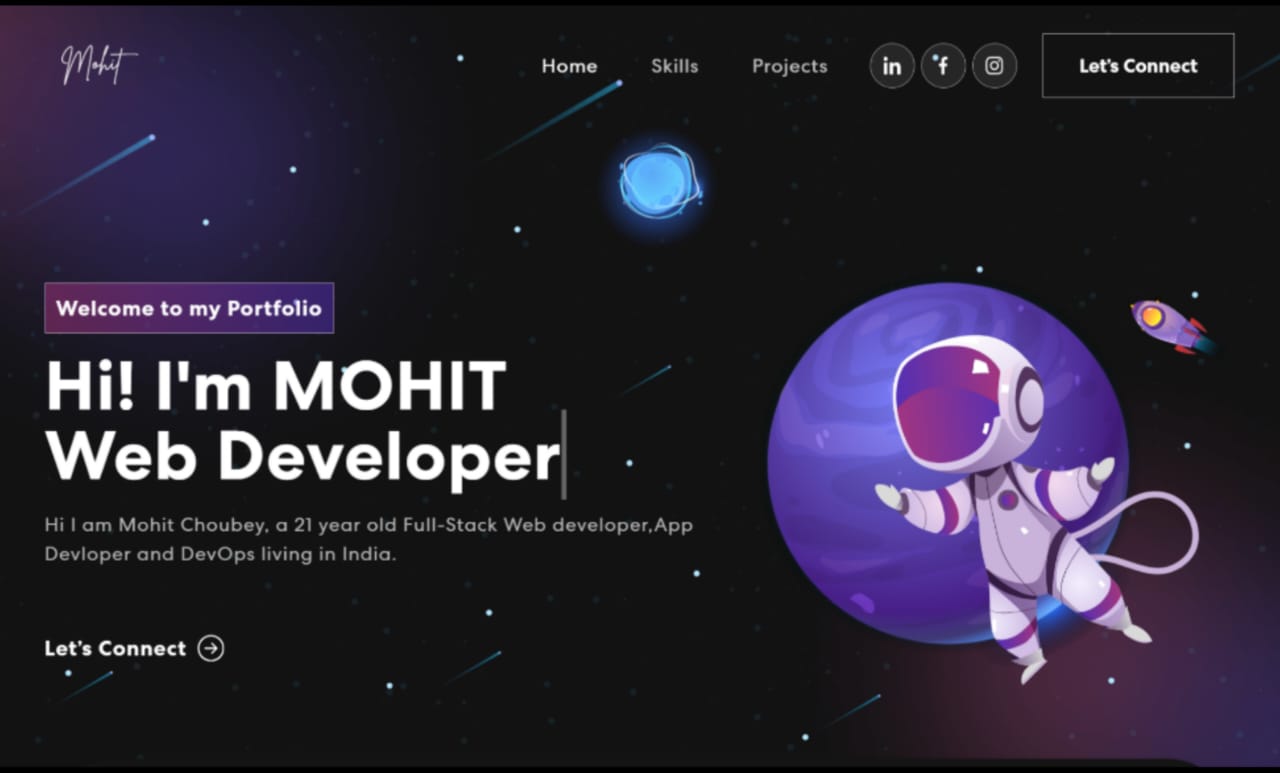 Mohit
Home Skills Projects in f Let's Connect
Welcome to my Portfolio
Hi! I'm MOHIT
Web Developer
Hi I am Mohit Choubey, a 21 year old Full-Stack Web developer,App
Devloper and DevOps living in India.
Let's Connect